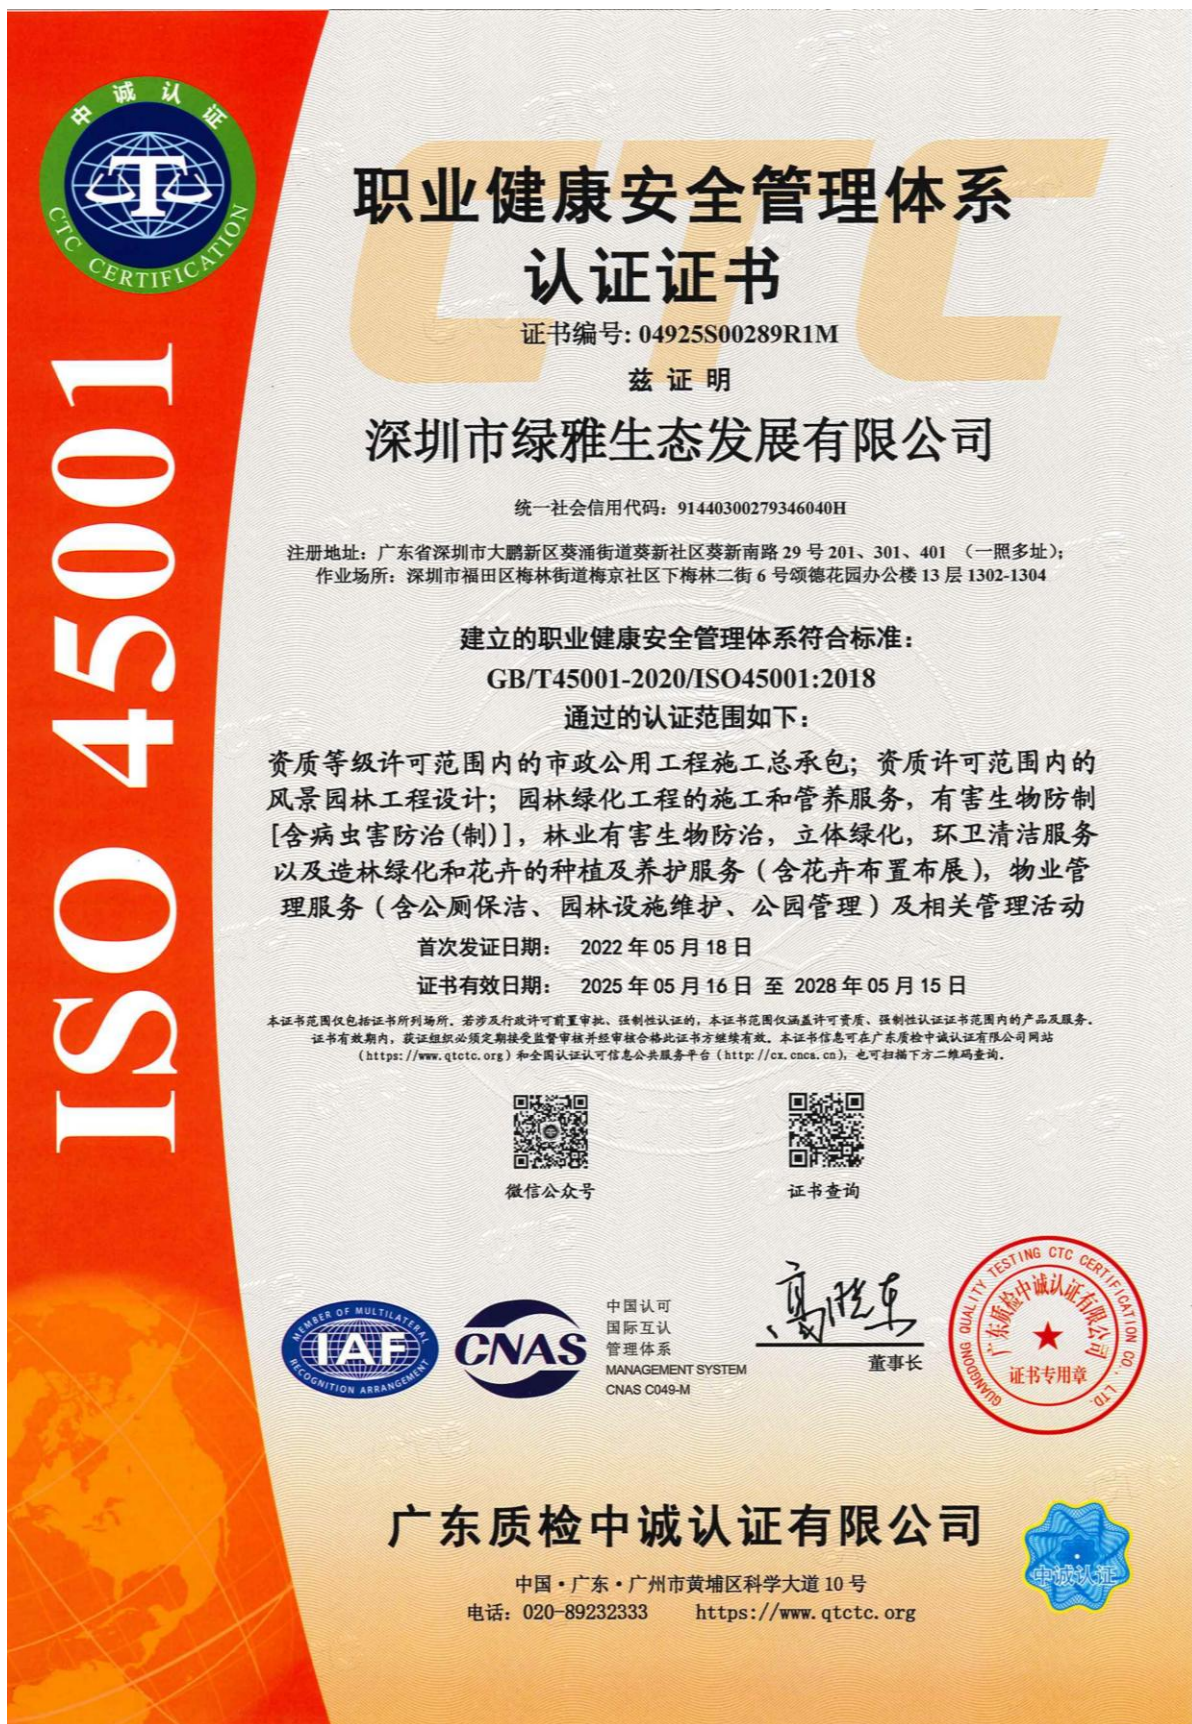 中诚认证
CTC CERTIFICATION
ISO 45001
CTC
职业健康安全管理体系
认证证书
证书编号: 04925S00289R1M
兹证明
深圳市绿雅生态发展有限公司
统一社会信用代码：91440300279346040H
注册地址：广东省深圳市大鹏新区葵涌街道葵新社区葵新南路29号201、301、401 （一照多址）；
作业场所：深圳市福田区梅林街道梅京社区下梅林二街6号颂德花园办公楼13层1302-1304
建立的职业健康安全管理体系符合标准：
GB/T45001-2020/ISO45001:2018
通过的认证范围如下：
资质等级许可范围内的市政公用工程施工总承包；资质许可范围内的
风景园林工程设计；园林绿化工程的施工和管养服务，有害生物防制
[含病虫害防治(制)]，林业有害生物防治，立体绿化，环卫清洁服务
以及造林绿化和花卉的种植及养护服务（含花卉布置布展），物业管
理服务（含公厕保洁、园林设施维护、公园管理）及相关管理活动
首次发证日期： 2022年05月18日
证书有效日期： 2025年05月16日 至 2028年05月15日
本证书范围仅包括证书所列场所。若涉及行政许可前置审批、强制性认证的，本证书范围仅涵盖许可资质、强制性认证证书范围内的产品及服务。
证书有效期内，获证组织必须定期接受监督审核并经审核合格此证书方继续有效。本证书信息可在广东质检中诚认证有限公司网站
（https://www.qtctc.org）和全国认证认可信息公共服务平台（http://cx.cnca.cn），也可扫描下方二维码查询。
微信公众号
证书查询
MEMBER OF MULTILATERAL
IAF
RECOGNITION ARRANGEMENT
CNAS
中国认可
国际互认
管理体系
MANAGEMENT SYSTEM
CNAS C049-M
高晓东
董事长
GUANGDONG QUALITY TESTING CTC CERTIFICATION CO., LTD.
广东质检中诚认证有限公司
证书专用章
广东质检中诚认证有限公司
中国·广东·广州市黄埔区科学大道10号
电话：020-89232333 https://www.qtctc.org
中诚认证